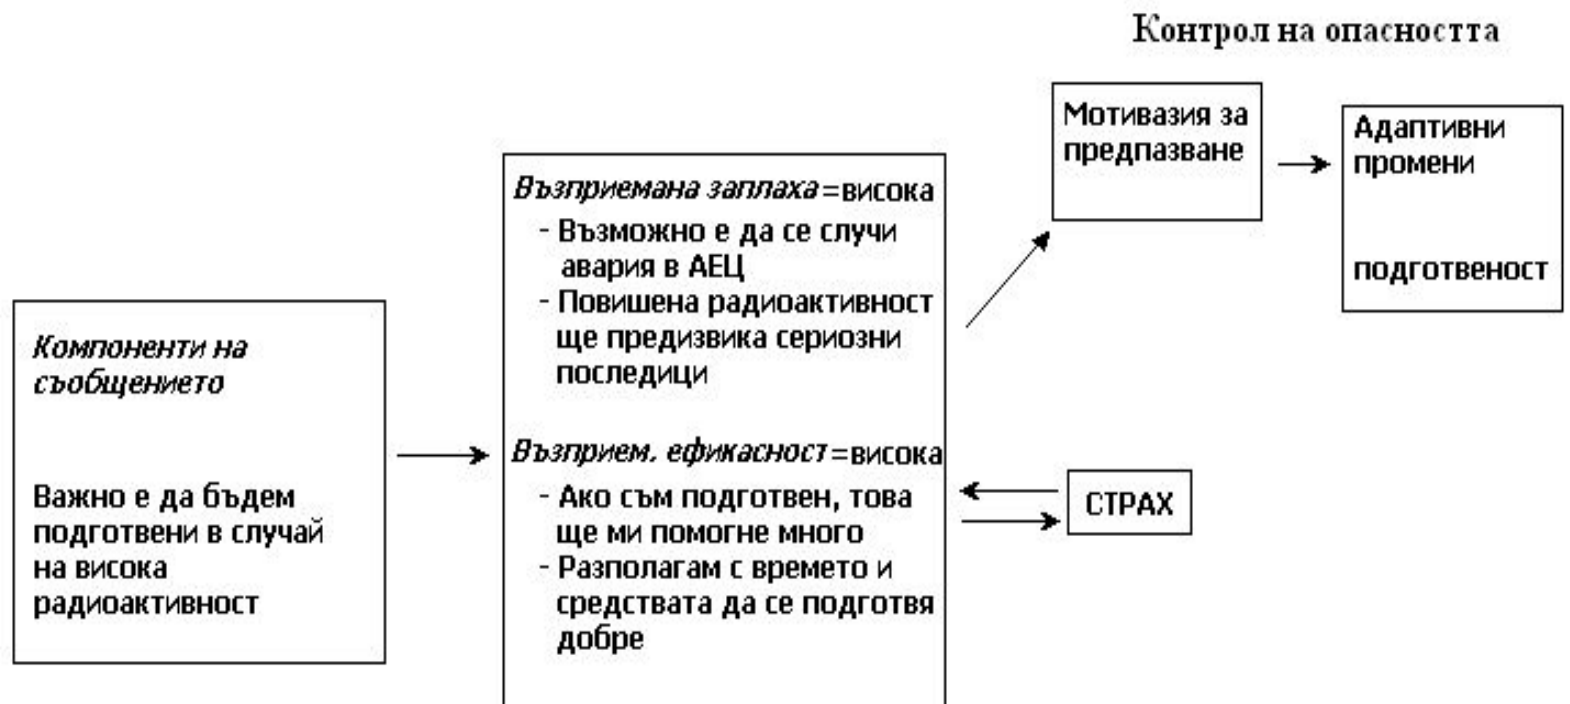 Контрол на опасността
Компоненти на
съобщението
Важно е да бъдем
подготвени в случай
на висока
радиоактивност
Възприемана заплаха=висока
- Възможно е да се случи
авария в АЕЦ
- Повишена радиоактивност
ще предизвика сериозни
последици
Възприем. ефикасност=висока
- Ако съм подготвен, това
ще ми помогне много
- Разполагам с времето и
средствата да се подготвя
добре
Мотивазия за
предпазване
Адаптивни
промени
подготвеност
СТРАХ